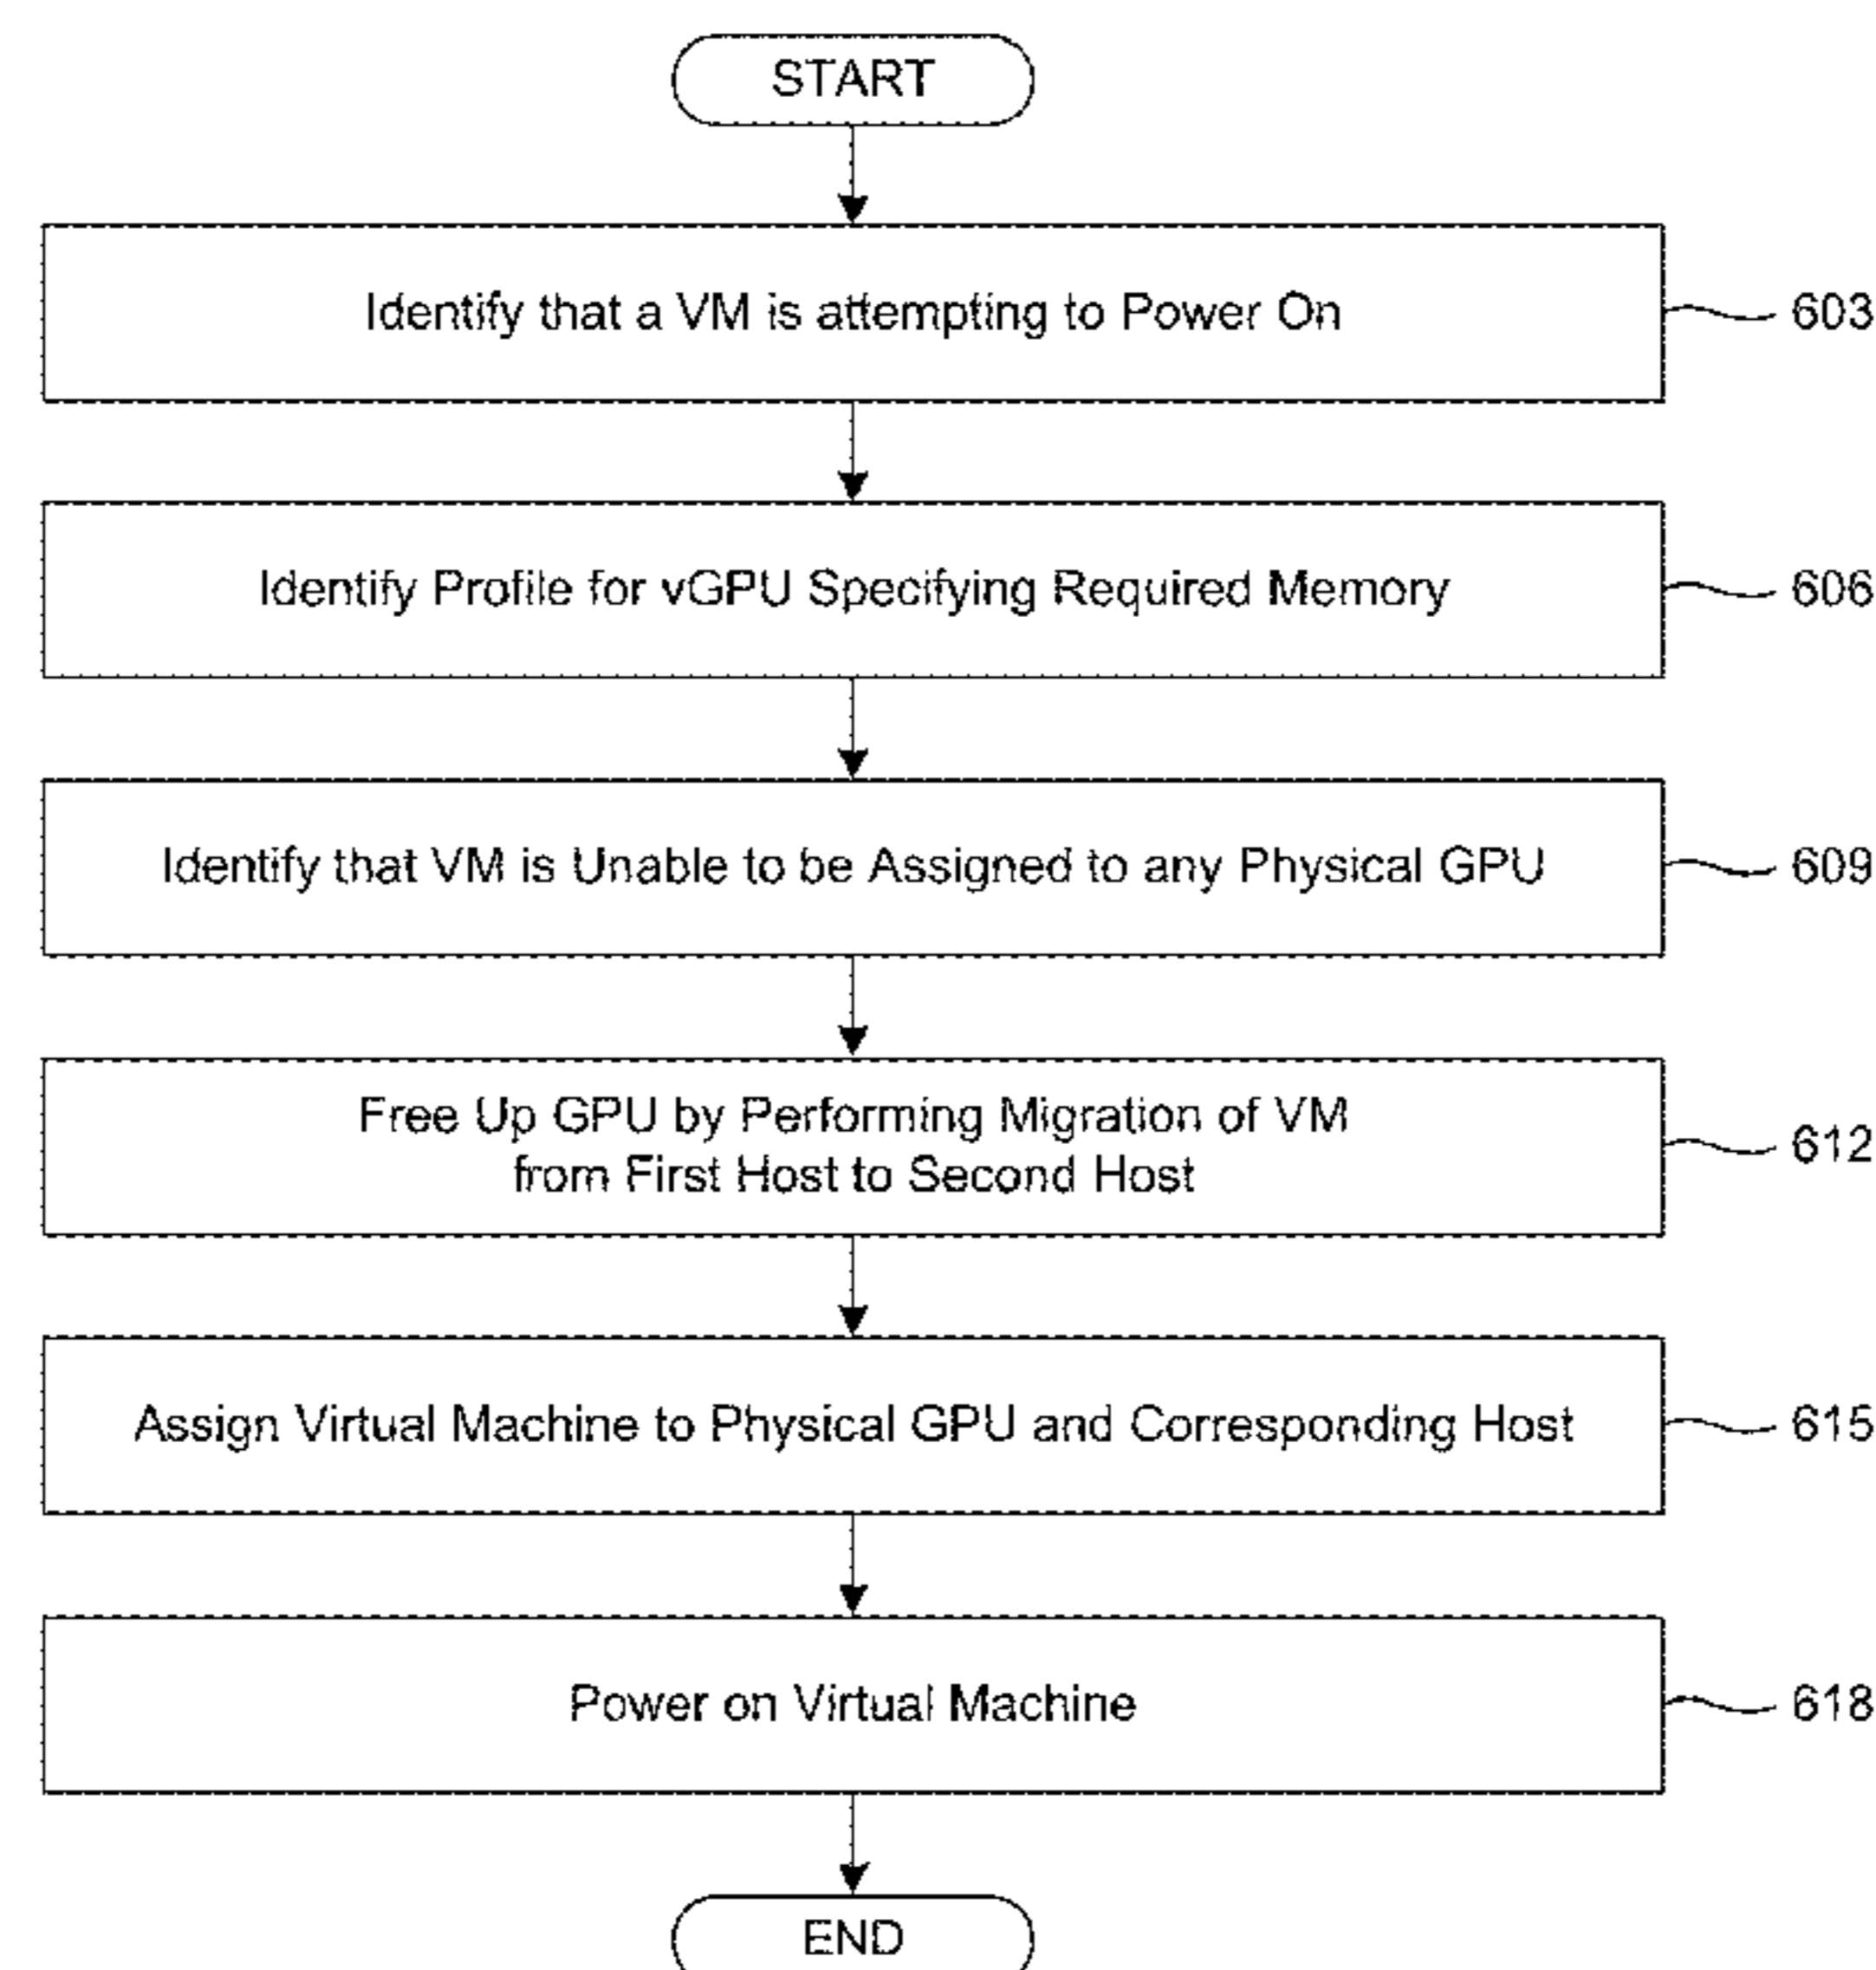 START
Identify that a VM is attempting to Power On
603
Identify Profile for vGPU Specifying Required Memory
606
Identify that VM is Unable to be Assigned to any Physical GPU
609
Free Up GPU by Performing Migration of VM
from First Host to Second Host
612
Assign Virtual Machine to Physical GPU and Corresponding Host
615
Power on Virtual Machine
618
END